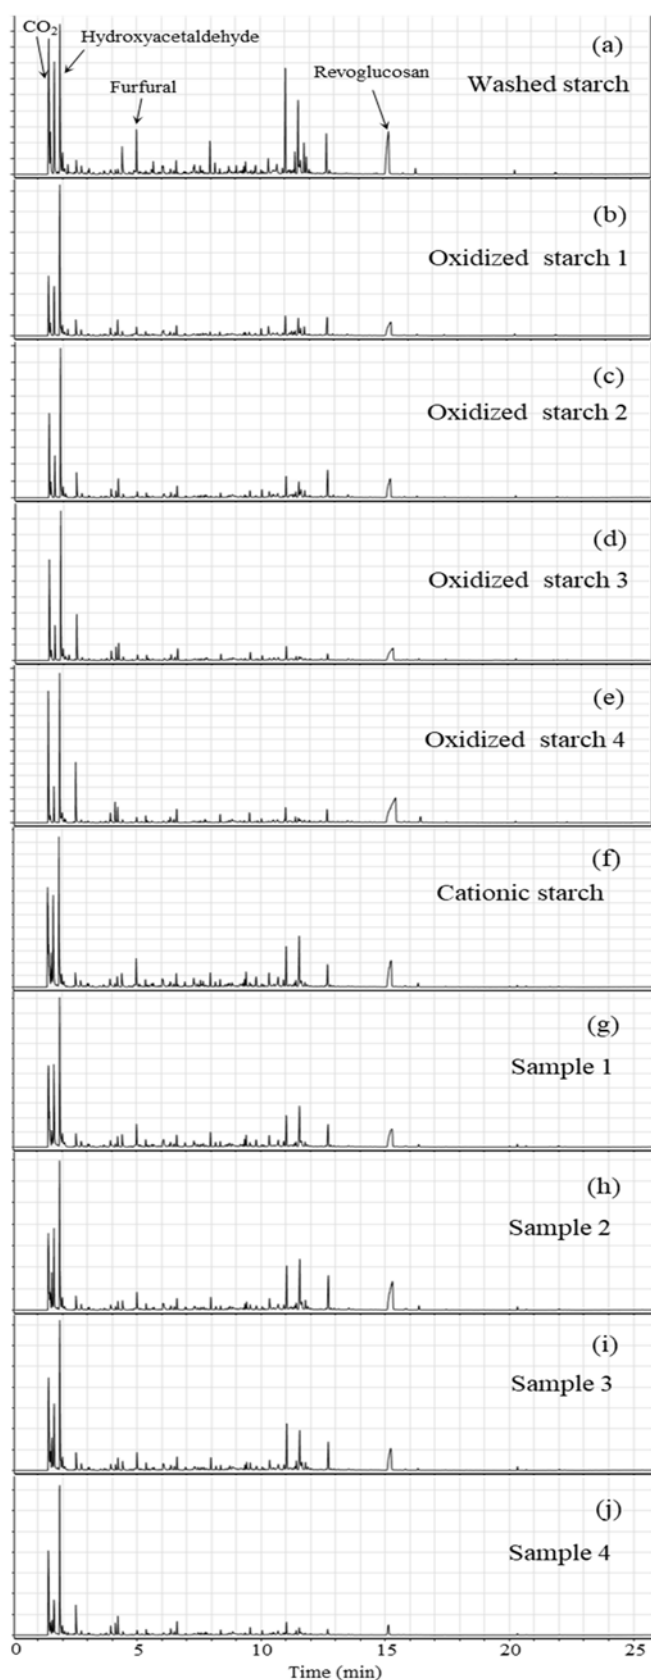 CO2
Hydroxyacetaldehyde
(a)
Furfural
Revoglucosan
Washed starch
(b)
Oxidized starch 1
(c)
Oxidized starch 2
(d)
Oxidized starch 3
(e)
Oxidized starch 4
(f)
Cationic starch
(g)
Sample 1
(h)
Sample 2
(i)
Sample 3
(j)
Sample 4
0 5 10 15 20 25
Time (min)